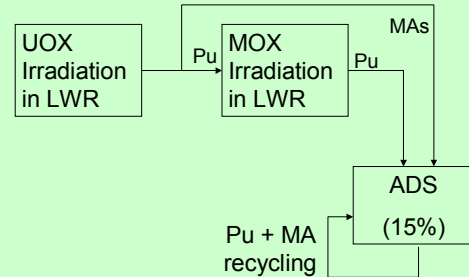 UOX
Irradiation
in LWR
Pu
MOX
Irradiation
in LWR
Pu
MAs
ADS
(15%)
Pu + MA
recycling